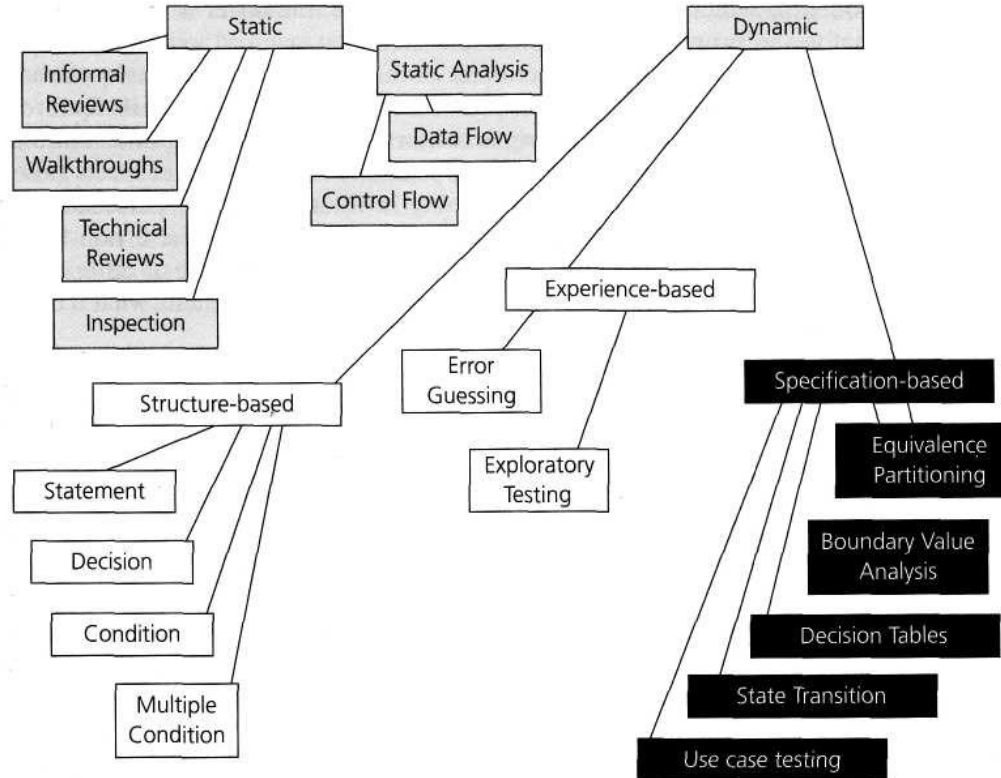 Static
Dynamic
Informal
Reviews
Static Analysis
Data Flow
Walkthroughs
Control Flow
Technical
Reviews
Inspection
Experience-based
Error
Guessing
Exploratory
Testing
Structure-based
Statement
Decision
Condition
Multiple
Condition
Specification-based
Equivalence
Partitioning
Boundary Value
Analysis
Decision Tables
State Transition
Use case testing